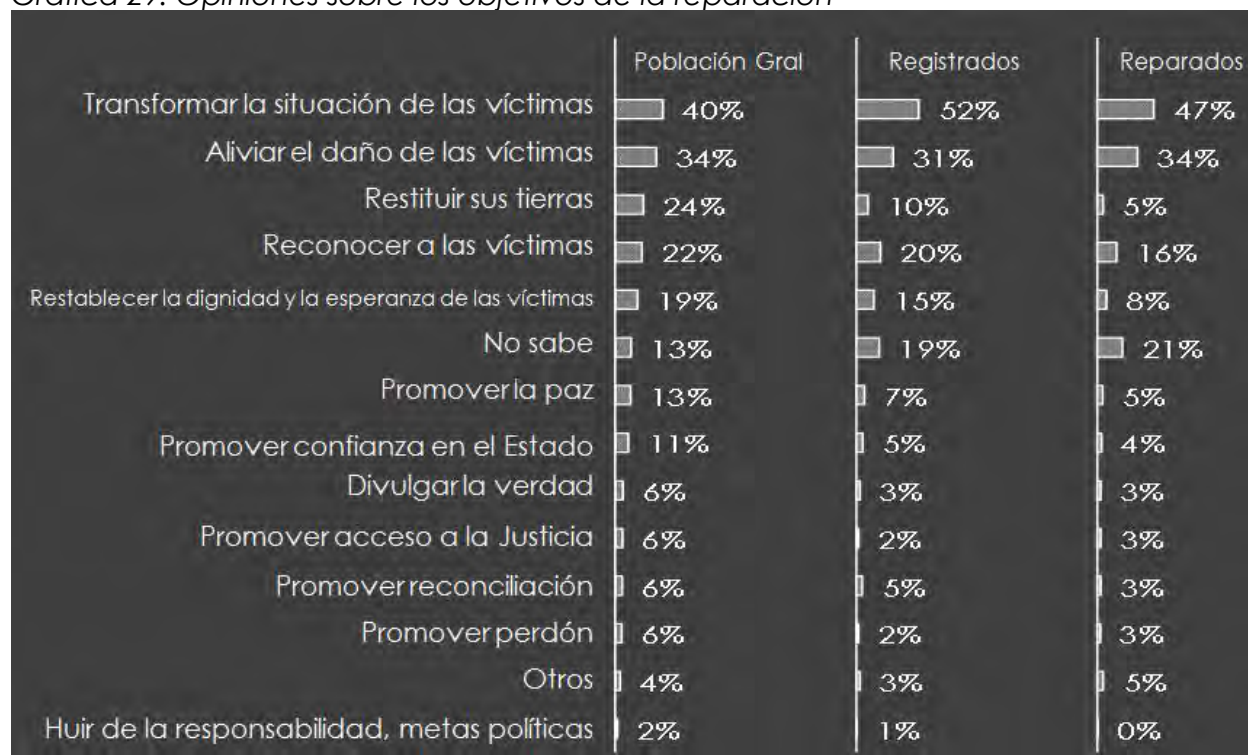 Gráfica 29. Opiniones sobre los objetivos de la reparación
Población Gral Registrados Reparados
Transformar la situación de las víctimas 40% 52% 47%
Aliviar el daño de las víctimas 34% 31% 34%
Restituir sus tierras 24% 10% 5%
Reconocer a las víctimas 22% 20% 16%
Restablecer la dignidad y la esperanza de las víctimas 19% 15% 8%
No sabe 13% 19% 21%
Promover la paz 13% 7% 5%
Promover confianza en el Estado 11% 5% 4%
Divulgar la verdad 6% 3% 3%
Promover acceso a la Justicia 6% 2% 3%
Promover reconciliación 6% 5% 3%
Promover perdón 6% 2% 3%
Otros 4% 3% 5%
Huir de la responsabilidad, metas políticas 2% 1% 0%